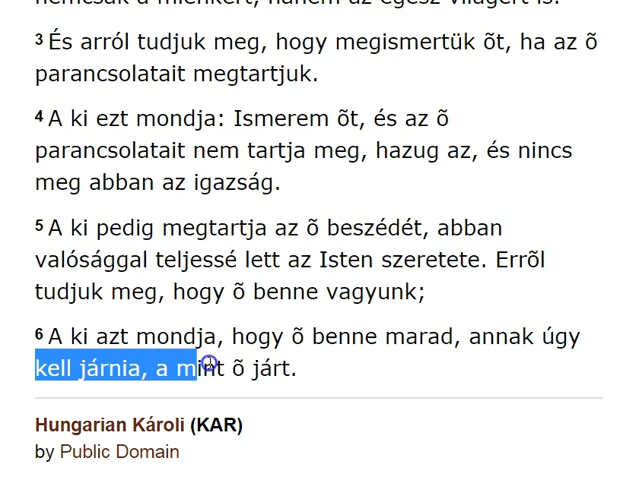 ³ És arról tudjuk meg, hogy megismertük õt, ha az õ
parancsolatait megtartjuk.
⁴ A ki ezt mondja: Ismerem õt, és az õ
parancsolatait nem tartja meg, hazug az, és nincs
meg abban az igazság.
⁵ A ki pedig megtartja az õ beszédét, abban
valósággal teljessé lett az Isten szeretete. Errõl
tudjuk meg, hogy õ benne vagyunk;
⁶ A ki azt mondja, hogy õ benne marad, annak úgy
kell járnia, a mint õ járt.
Hungarian Károli (KAR)
by Public Domain